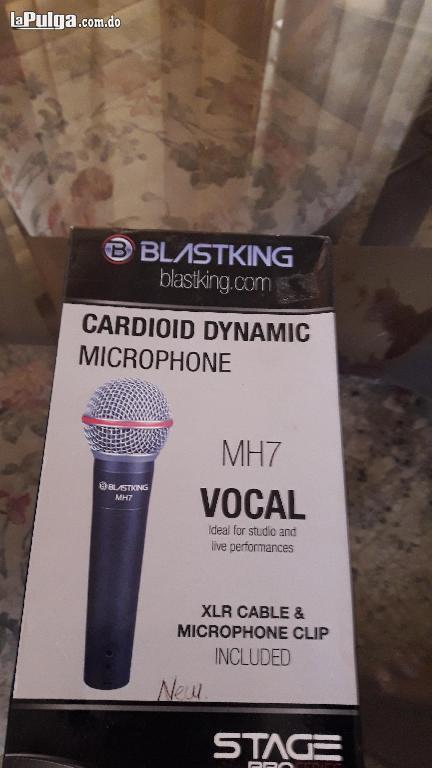 laPulga.com.do
B BLASTKING
blastking.com
CARDIOID DYNAMIC
MICROPHONE
B BLASTKING
MH7
MH7
VOCAL
Ideal for studio and
live performances
XLR CABLE &
MICROPHONE CLIP
INCLUDED
New.
STAGE
PRO